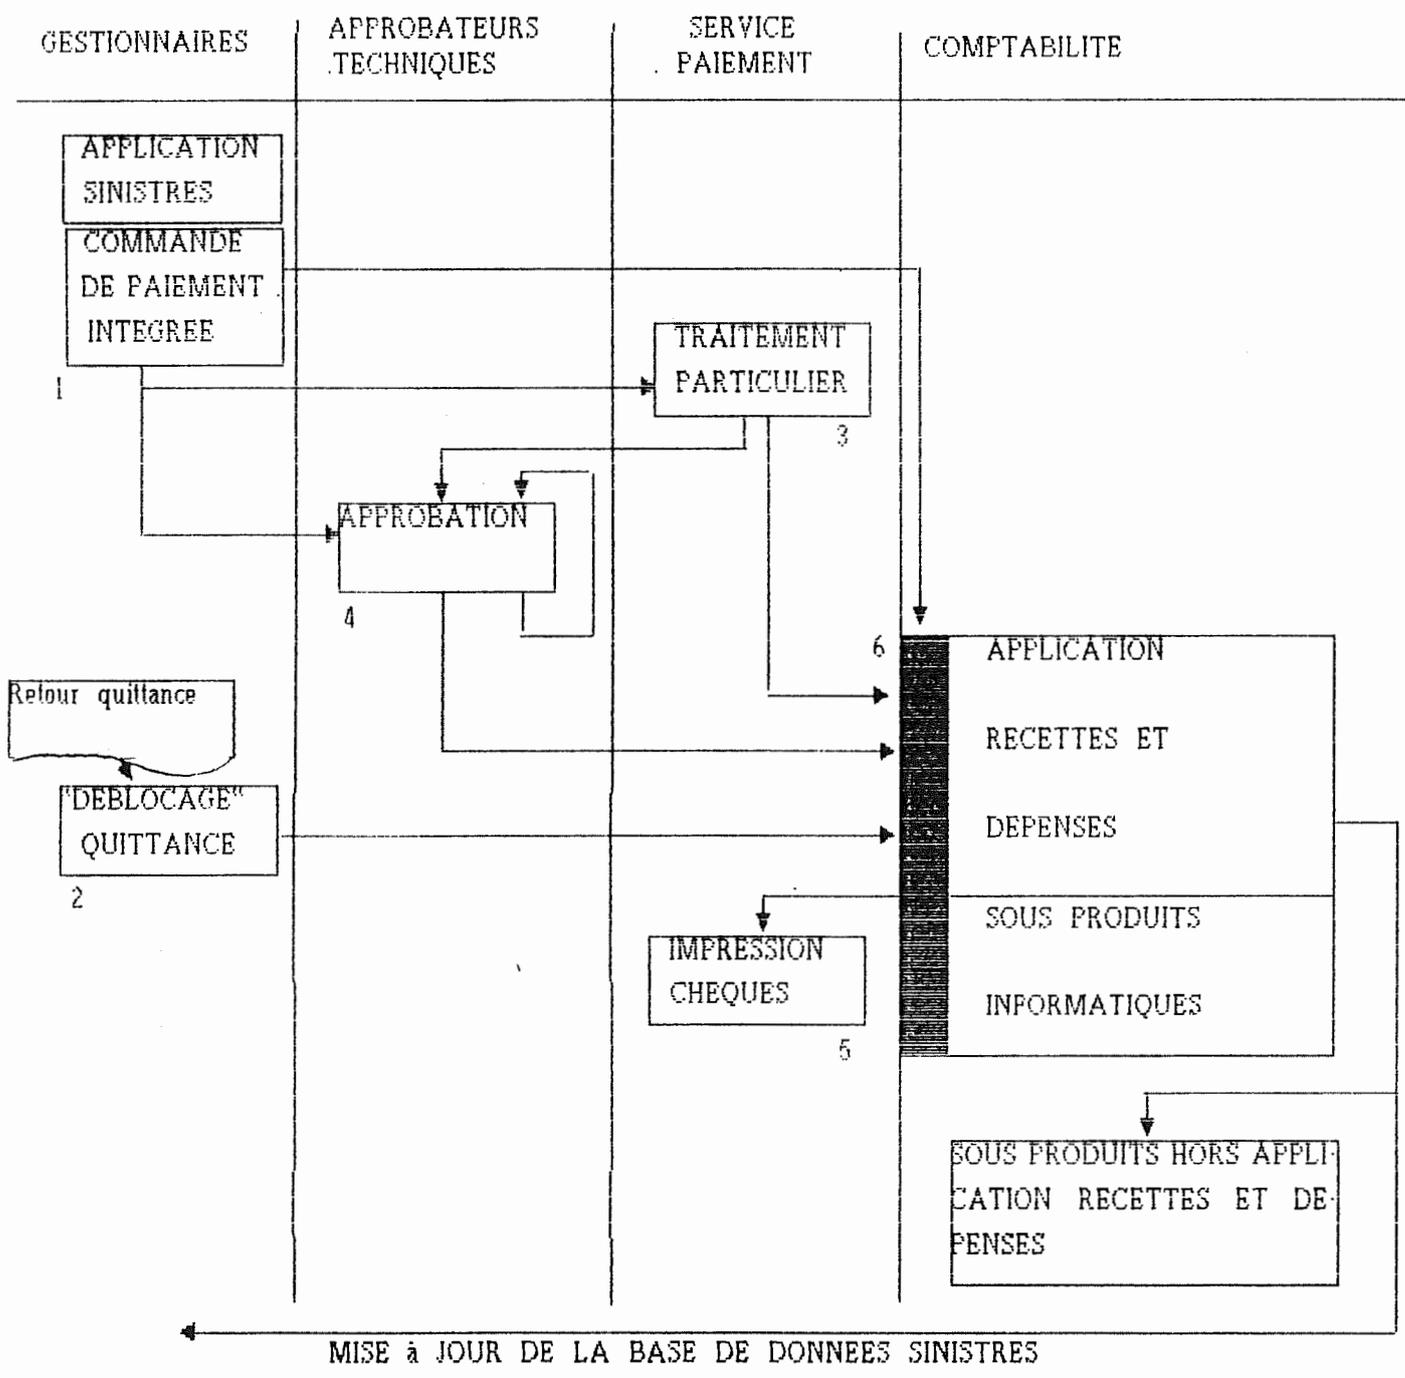 GESTIONNAIRES
APPROBATEURS
TECHNIQUES
SERVICE
PAIEMENT
COMPTABILITE
APPLICATION
SINISTRES
COMMANDE
DE PAIEMENT
INTEGREE
1
TRAITEMENT
PARTICULIER
3
APPROBATION
4
Retour quittance
"DEBLOCAGE"
QUITTANCE
2
6
APPLICATION
RECETTES ET
DEPENSES
SOUS PRODUITS
INFORMATIQUES
IMPRESSION
CHEQUES
5
SOUS PRODUITS HORS APPLI-
CATION RECETTES ET DE-
PENSES
MISE à JOUR DE LA BASE DE DONNEES SINISTRES